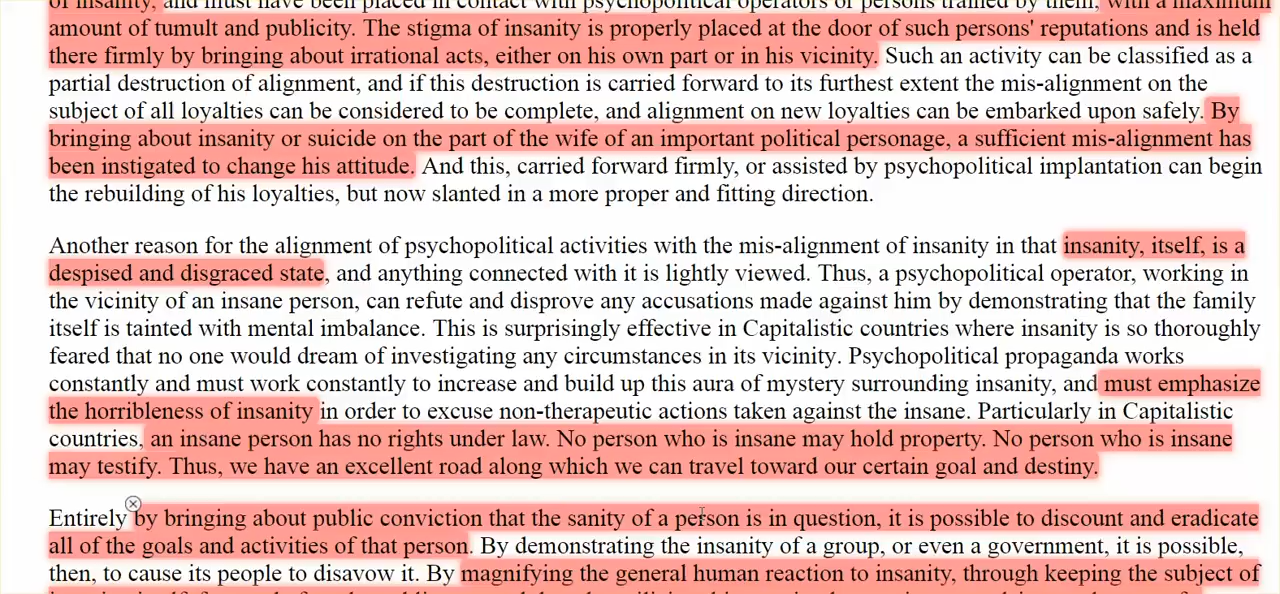 of insanity, and must have been placed in contact with psychopolitical operators or persons trained by them, with a maximum
amount of tumult and publicity. The stigma of insanity is properly placed at the door of such persons' reputations and is held
there firmly by bringing about irrational acts, either on his own part or in his vicinity. Such an activity can be classified as a
partial destruction of alignment, and if this destruction is carried forward to its furthest extent the mis-alignment on the
subject of all loyalties can be considered to be complete, and alignment on new loyalties can be embarked upon safely. By
bringing about insanity or suicide on the part of the wife of an important political personage, a sufficient mis-alignment has
been instigated to change his attitude. And this, carried forward firmly, or assisted by psychopolitical implantation can begin
the rebuilding of his loyalties, but now slanted in a more proper and fitting direction.
Another reason for the alignment of psychopolitical activities with the mis-alignment of insanity in that insanity, itself, is a
despised and disgraced state, and anything connected with it is lightly viewed. Thus, a psychopolitical operator, working in
the vicinity of an insane person, can refute and disprove any accusations made against him by demonstrating that the family
itself is tainted with mental imbalance. This is surprisingly effective in Capitalistic countries where insanity is so thoroughly
feared that no one would dream of investigating any circumstances in its vicinity. Psychopolitical propaganda works
constantly and must work constantly to increase and build up this aura of mystery surrounding insanity, and must emphasize
the horribleness of insanity in order to excuse non-therapeutic actions taken against the insane. Particularly in Capitalistic
countries, an insane person has no rights under law. No person who is insane may hold property. No person who is insane
may testify. Thus, we have an excellent road along which we can travel toward our certain goal and destiny.
Entirely by bringing about public conviction that the sanity of a person is in question, it is possible to discount and eradicate
all of the goals and activities of that person. By demonstrating the insanity of a group, or even a government, it is possible,
then, to cause its people to disavow it. By magnifying the general human reaction to insanity, through keeping the subject of